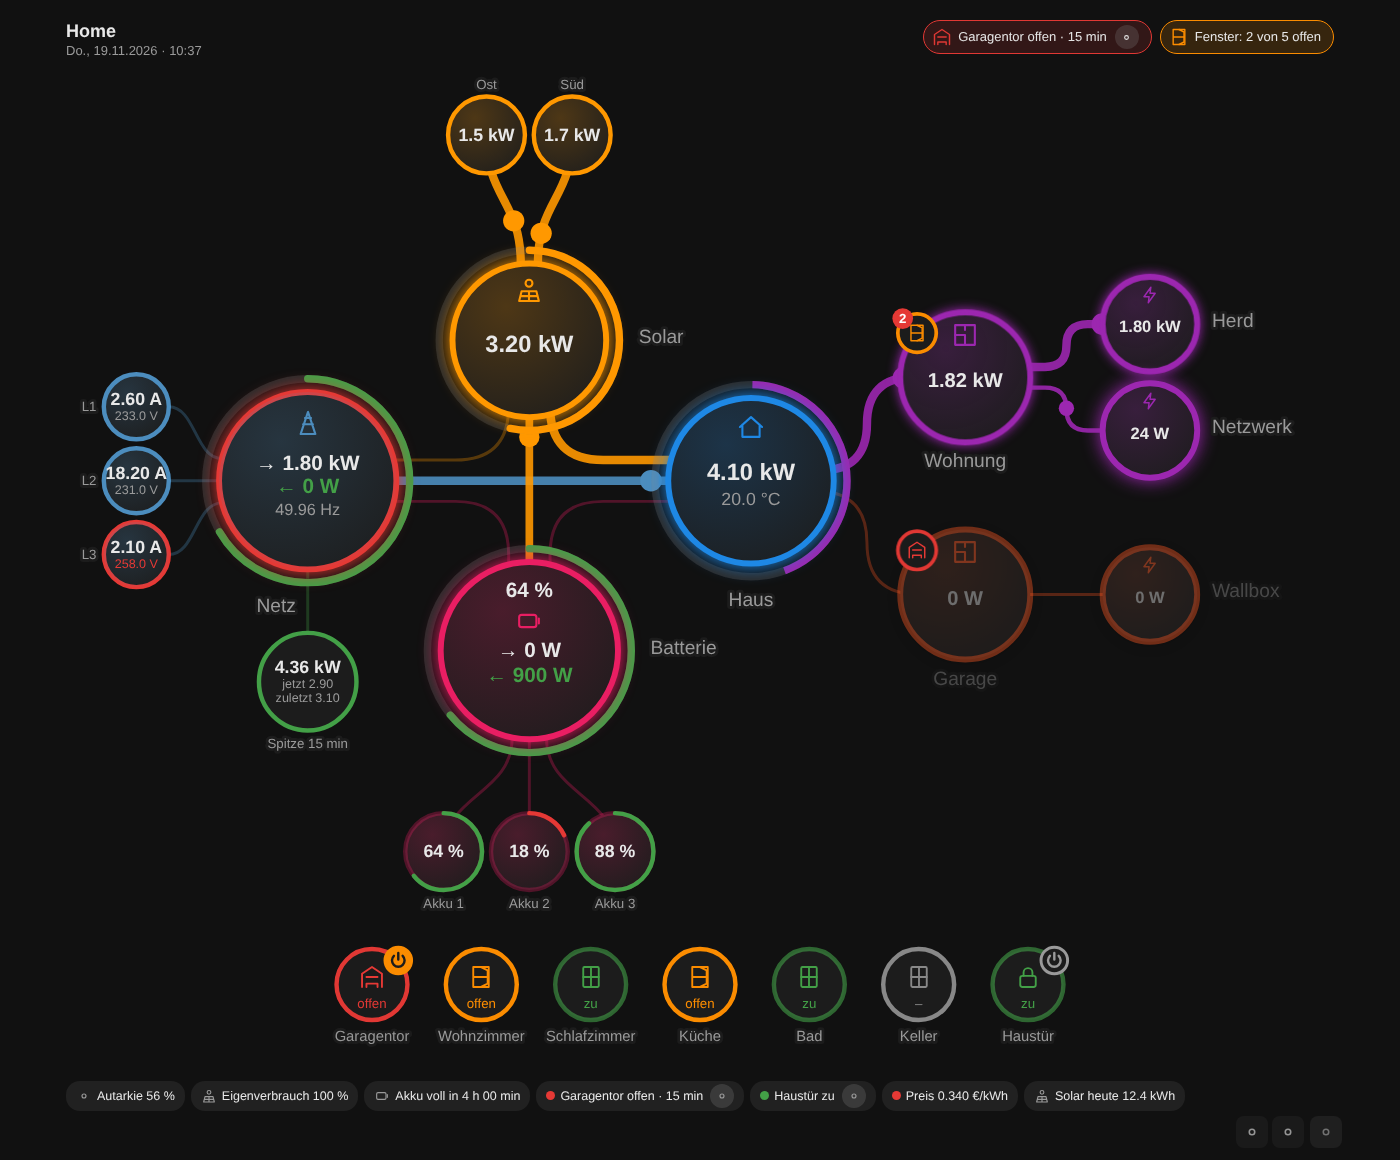 Home
Do., 19.11.2026 · 10:37
Garagentor offen · 15 min
Fenster: 2 von 5 offen
Ost
Süd
1.5 kW
1.7 kW
3.20 kW
Solar
2
1.82 kW
Wohnung
1.80 kW
Herd
24 W
Netzwerk
L1
2.60 A
233.0 V
L2
18.20 A
231.0 V
L3
2.10 A
258.0 V
→ 1.80 kW
← 0 W
49.96 Hz
Netz
4.10 kW
20.0 °C
Haus
64 %
→ 0 W
← 900 W
Batterie
0 W
Garage
0 W
Wallbox
4.36 kW
jetzt 2.90
zuletzt 3.10
Spitze 15 min
64 %
18 %
88 %
Akku 1
Akku 2
Akku 3
offen
Garagentor
offen
Wohnzimmer
zu
Schlafzimmer
offen
Küche
zu
Bad
–
Keller
zu
Haustür
Autarkie 56 %
Eigenverbrauch 100 %
Akku voll in 4 h 00 min
Garagentor offen · 15 min
Haustür zu
Preis 0.340 €/kWh
Solar heute 12.4 kWh